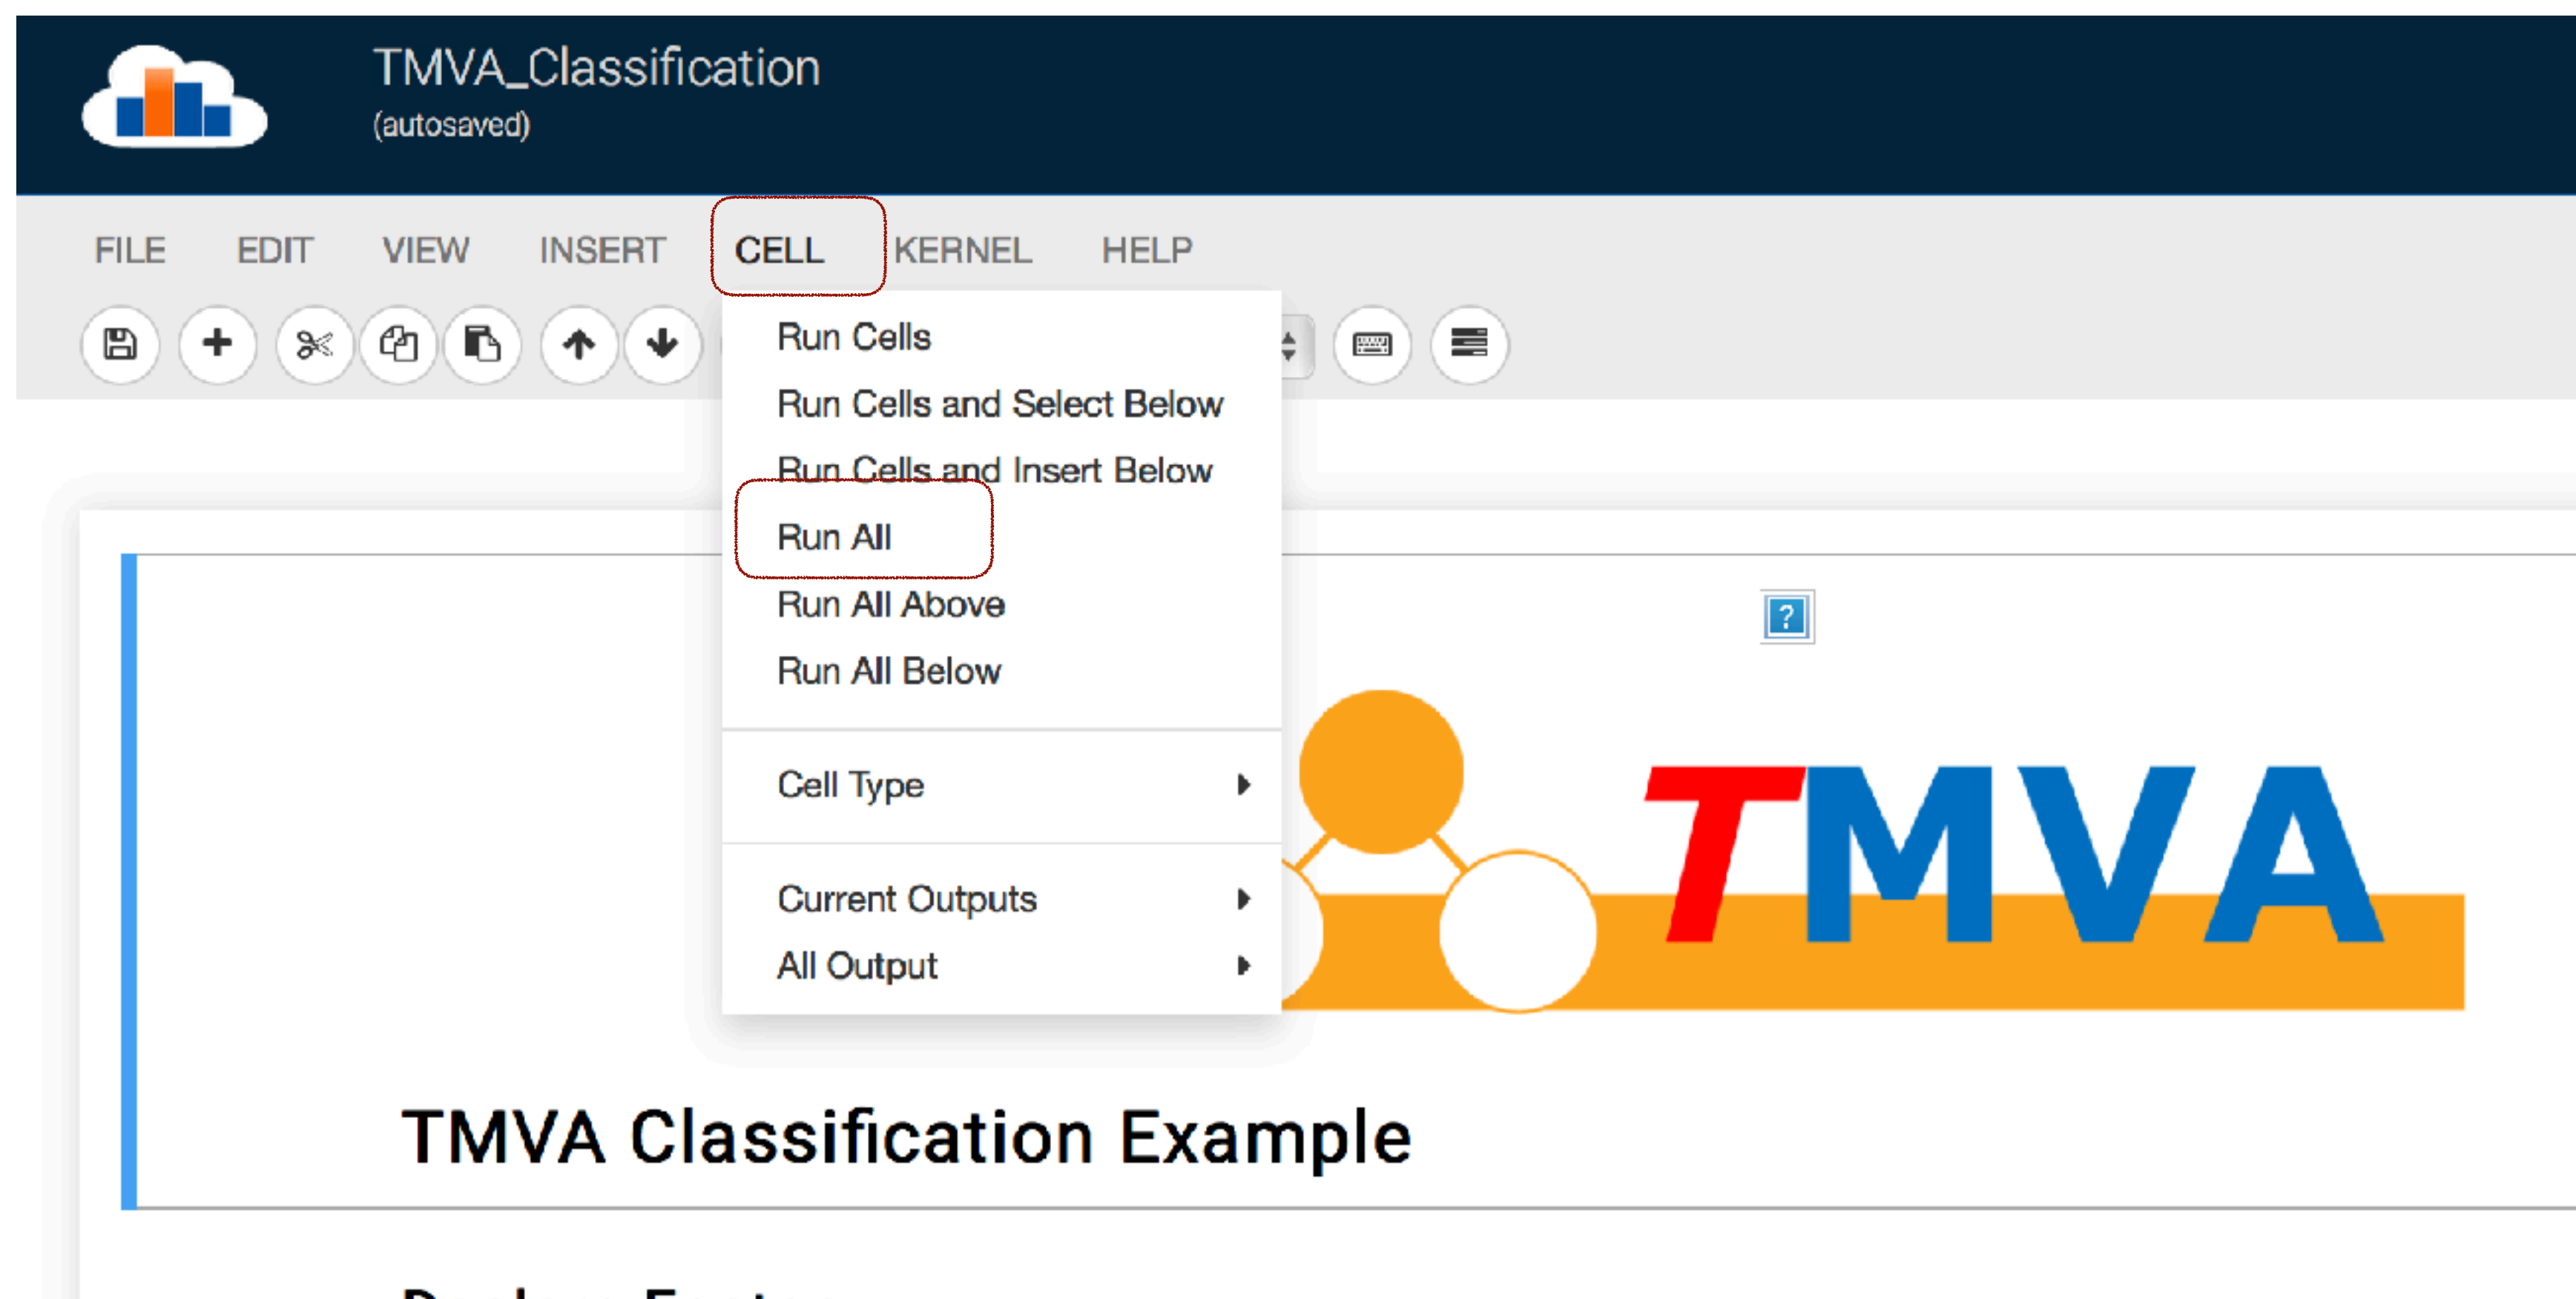 TMVA_Classification
(autosaved)
FILE EDIT VIEW INSERT CELL KERNEL HELP
Run Cells
Run Cells and Select Below
Run Cells and Insert Below
Run All
Run All Above
Run All Below
?
Cell Type
TMVA
Current Outputs
All Output
TMVA Classification Example